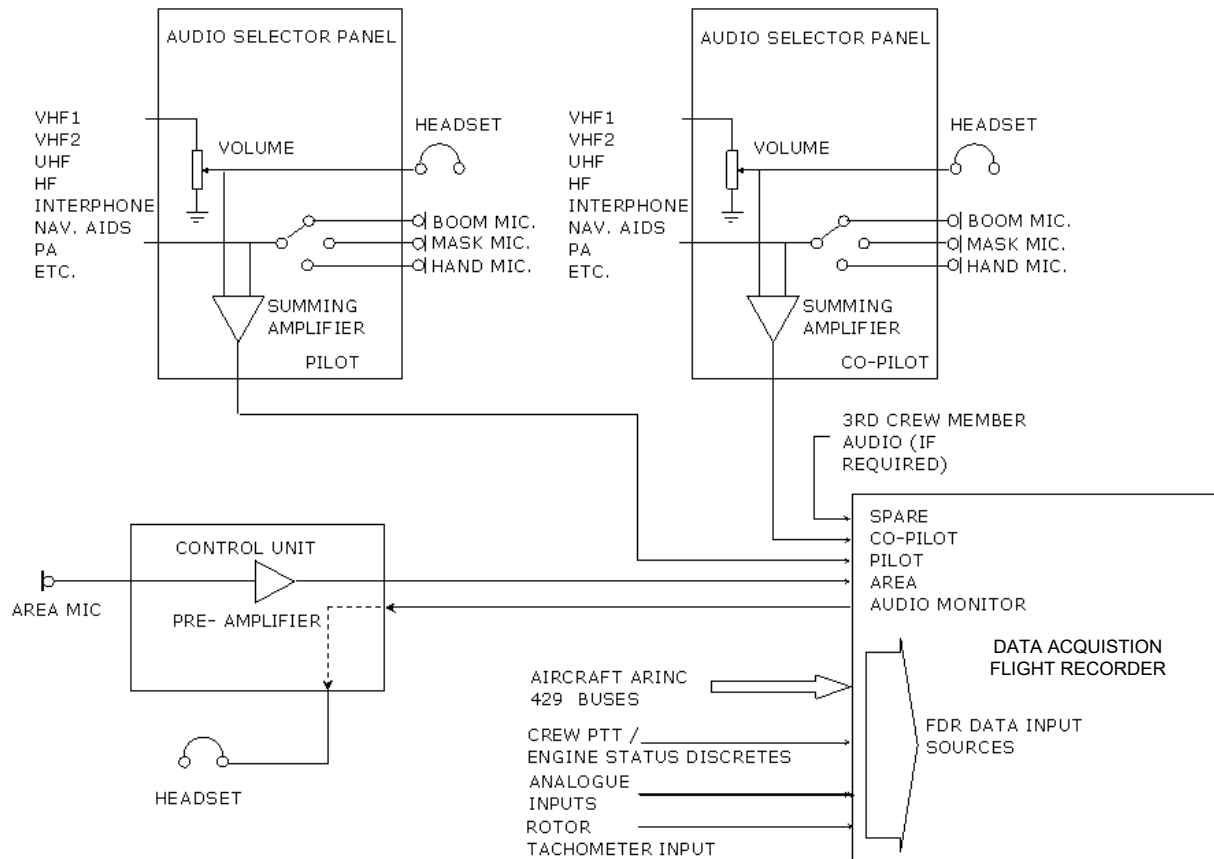 AUDIO SELECTOR PANEL
VHF1
VHF2
UHF
HF
INTERPHONE
NAV. AIDS
PA
ETC.
VOLUME
HEADSET
BOOM MIC.
MASK MIC.
HAND MIC.
SUMMING
AMPLIFIER
PILOT
AUDIO SELECTOR PANEL
VHF1
VHF2
UHF
HF
INTERPHONE
NAV. AIDS
PA
ETC.
VOLUME
HEADSET
BOOM MIC.
MASK MIC.
HAND MIC.
SUMMING
AMPLIFIER
CO-PILOT
3RD CREW MEMBER
AUDIO (IF
REQUIRED)
CONTROL UNIT
AREA MIC
PRE- AMPLIFIER
HEADSET
SPARE
CO-PILOT
PILOT
AREA
AUDIO MONITOR
DATA ACQUISTION
FLIGHT RECORDER
AIRCRAFT ARINC
429 BUSES
CREW PTT /
ENGINE STATUS DISCRETES
ANALOGUE
INPUTS
ROTOR
TACHOMETER INPUT
FDR DATA INPUT
SOURCES